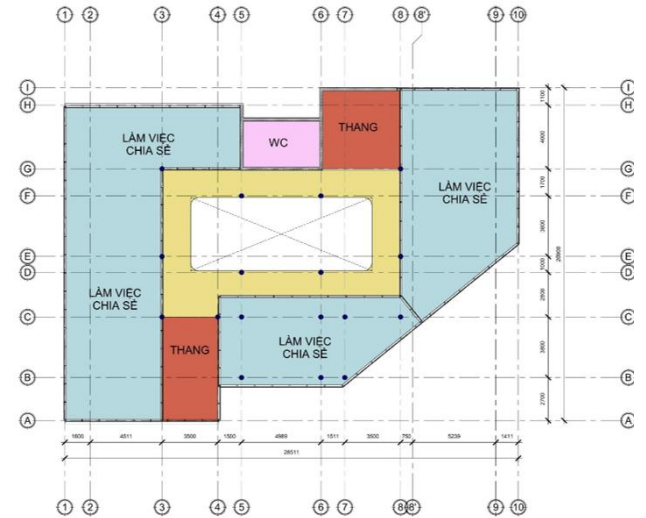 1 2 3 4 5 6 7 8 8' 9 10
I I
H H
LÀM VIỆC
CHIA SẺ
WC
THANG
G G
LÀM VIỆC
CHIA SẺ
F F
E E
D D
LÀM VIỆC
CHIA SẺ
C C
THANG
LÀM VIỆC
CHIA SẺ
B B
A A
1100
4000
1700
3800
1000
2800
3800
2700
1600 4511 3500 1500 4989 1511 3500 750 5239 1411
28511
1 2 3 4 5 6 7 8 8' 9 10